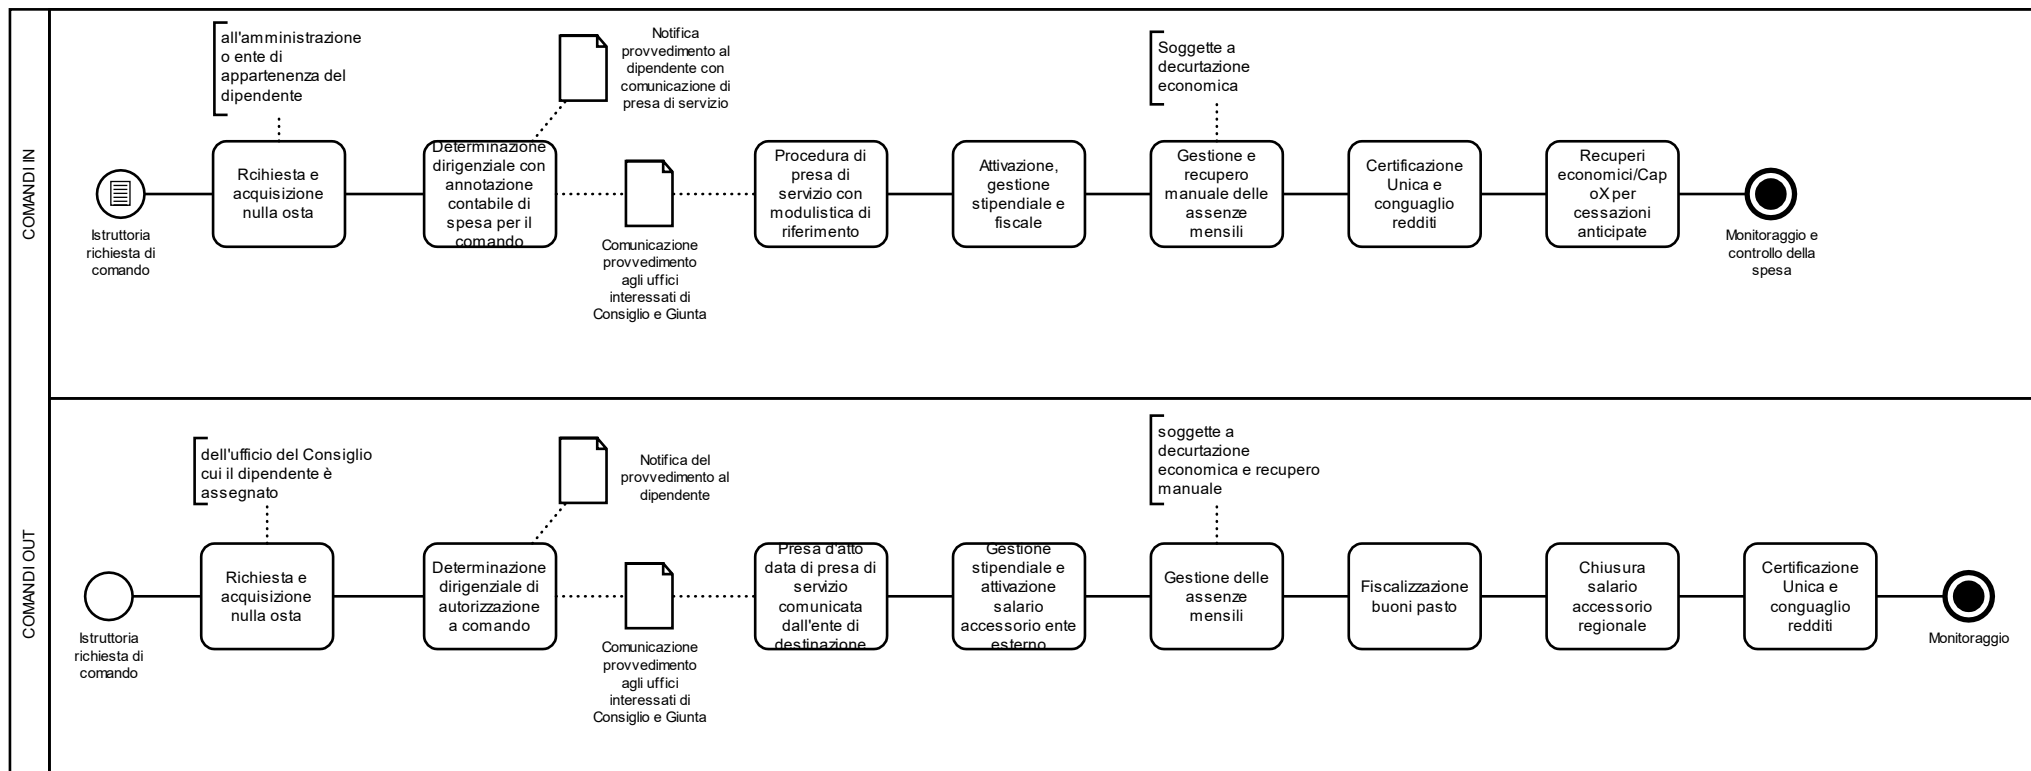 COMANDI IN
all'amministrazione
o ente di
appartenenza del
dipendente
Notifica
provvedimento al
dipendente con
comunicazione di
presa di servizio
Soggette a
decurtazione
economica
Istruttoria
richiesta di
comando
Rcihiesta e
acquisizione
nulla osta
Determinazione
dirigenziale con
annotazione
contabile di
spesa per il
comando
Comunicazione
provvedimento
agli uffici
interessati di
Consiglio e Giunta
Procedura di
presa di
servizio con
modulistica di
riferimento
Attivazione,
gestione
stipendiale e
fiscale
Gestione e
recupero
manuale delle
assenze
mensili
Certificazione
Unica e
conguaglio
redditi
Recuperi
economici/Cap
oX per
cessazioni
anticipate
Monitoraggio e
controllo della
spesa
COMANDI OUT
dell'ufficio del Consiglio
cui il dipendente è
assegnato
Notifica del
provvedimento al
dipendente
soggette a
decurtazione
economica e recupero
manuale
Istruttoria
richiesta di
comando
Richiesta e
acquisizione
nulla osta
Determinazione
dirigenziale di
autorizzazione
a comando
Comunicazione
provvedimento
agli uffici
interessati di
Consiglio e Giunta
Presa d'atto
data di presa di
servizio
comunicata
dall'ente di
destinazione
Gestione
stipendiale e
attivazione
salario
accessorio ente
esterno
Gestione delle
assenze
mensili
Fiscalizzazione
buoni pasto
Chiusura
salario
accessorio
regionale
Certificazione
Unica e
conguaglio
redditi
Monitoraggio